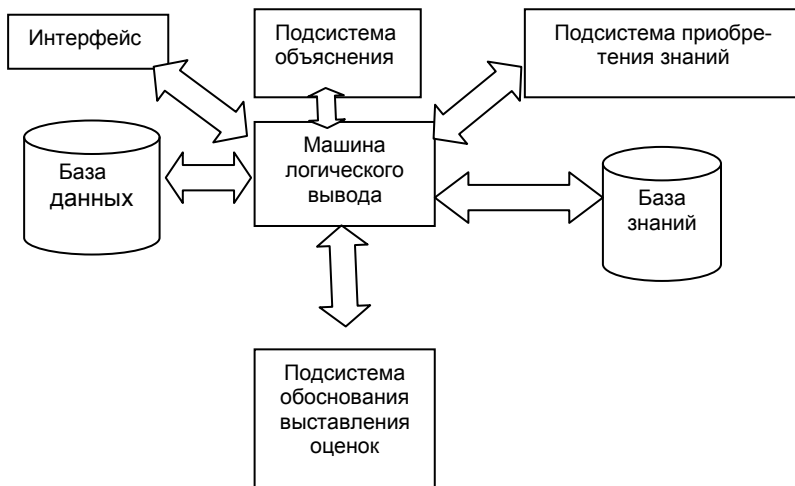 Интерфейс
Подсистема
объяснения
Подсистема приобре-
тения знаний
База
данных
Машина
логического
вывода
База
знаний
Подсистема
обоснования
выставления
оценок